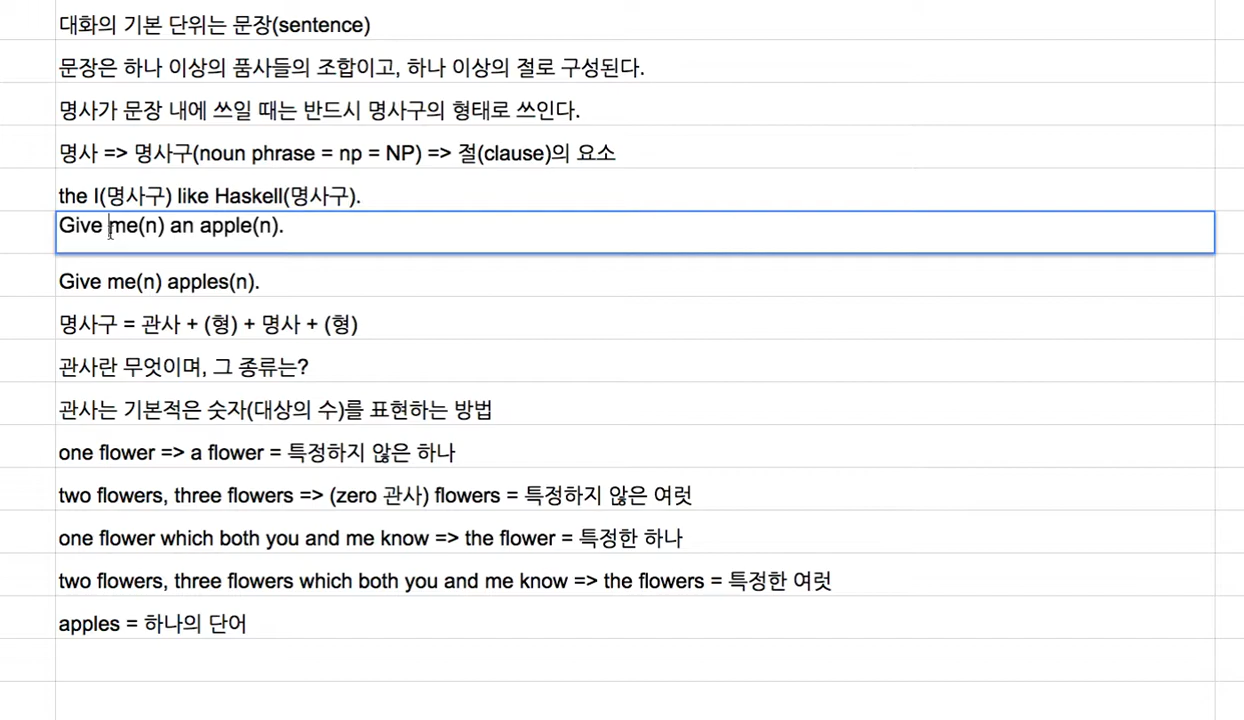 대화의 기본 단위는 문장(sentence)
문장은 하나 이상의 품사들의 조합이고, 하나 이상의 절로 구성된다.
명사가 문장 내에 쓰일 때는 반드시 명사구의 형태로 쓰인다.
명사 => 명사구(noun phrase = np = NP) => 절(clause)의 요소
the I(명사구) like Haskell(명사구).
Give me(n) an apple(n).
Give me(n) apples(n).
명사구 = 관사 + (형) + 명사 + (형)
관사란 무엇이며, 그 종류는?
관사는 기본적은 숫자(대상의 수)를 표현하는 방법
one flower => a flower = 특정하지 않은 하나
two flowers, three flowers => (zero 관사) flowers = 특정하지 않은 여럿
one flower which both you and me know => the flower = 특정한 하나
two flowers, three flowers which both you and me know => the flowers = 특정한 여럿
apples = 하나의 단어